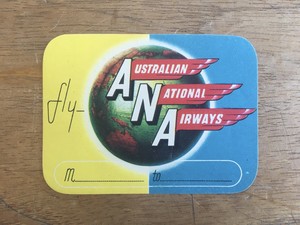 fly-
AUSTRALIAN
NATIONAL
AIRWAYS
M to